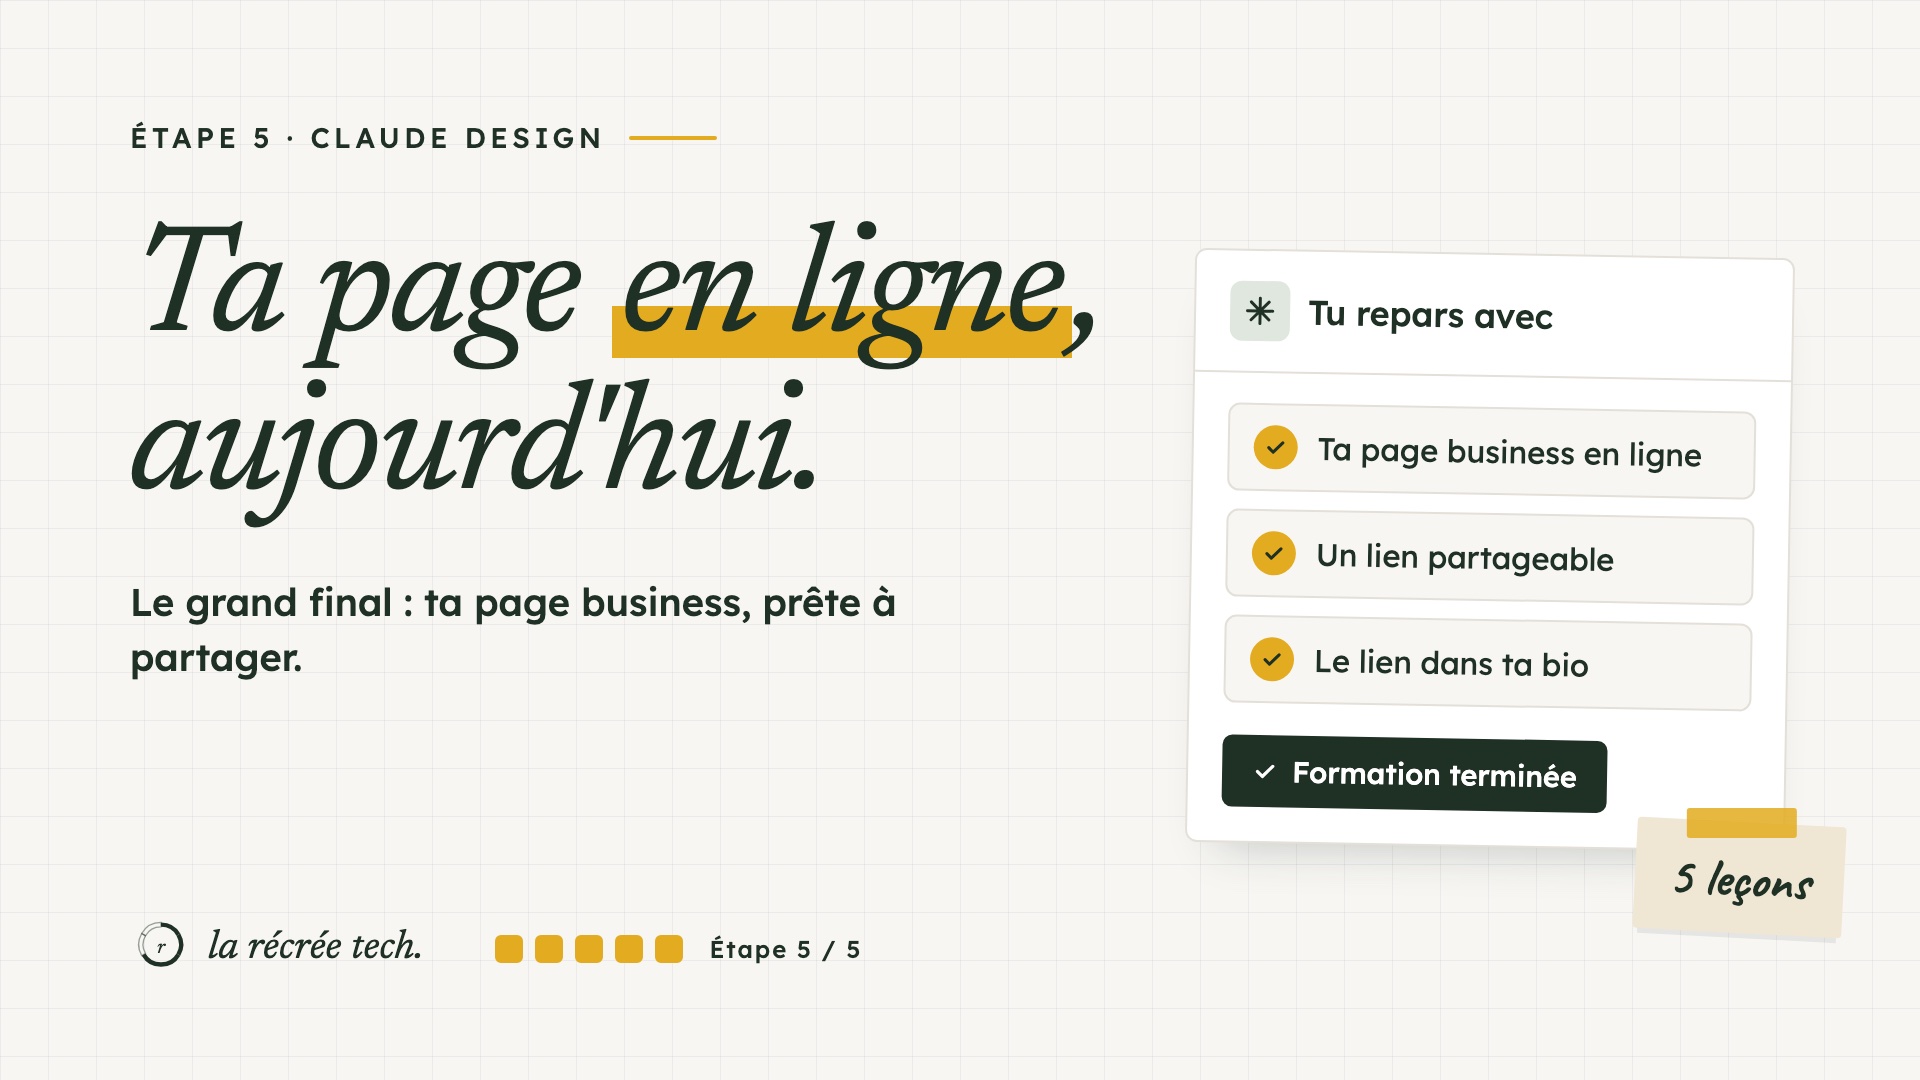 ÉTAPE 5 · CLAUDE DESIGN
Ta page en ligne,
aujourd'hui.
Le grand final : ta page business, prête à
partager.
Tu repars avec
Ta page business en ligne
Un lien partageable
Le lien dans ta bio
Formation terminée
5 leçons
r
la récrée tech.
Étape 5 / 5